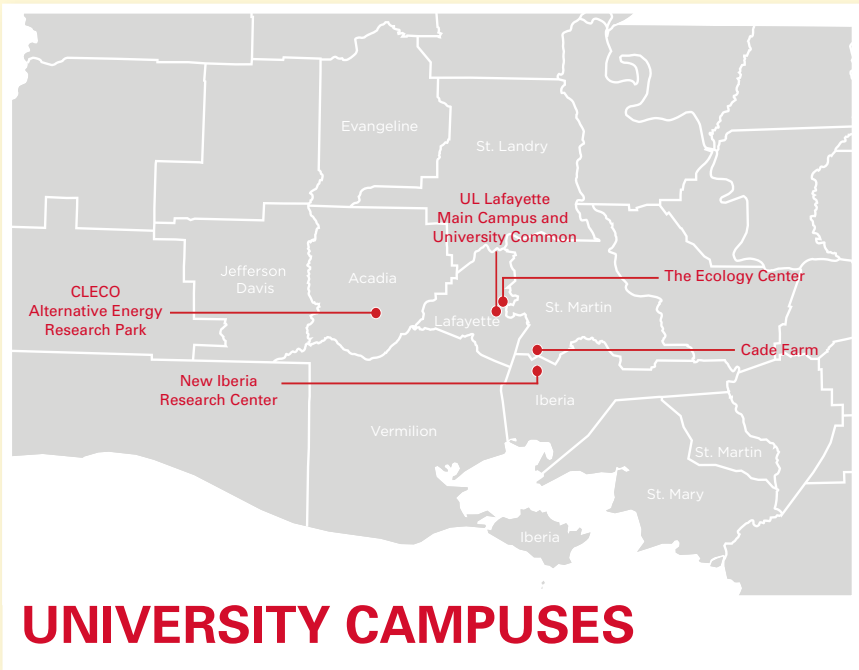 Evangeline
St. Landry
UL Lafayette
Main Campus and
University Common
Jefferson
Davis
Acadia
The Ecology Center
CLECO
Alternative Energy
Research Park
Lafayette
St. Martin
Cade Farm
New Iberia
Research Center
Iberia
Vermilion
St. Martin
St. Mary
Iberia
UNIVERSITY CAMPUSES